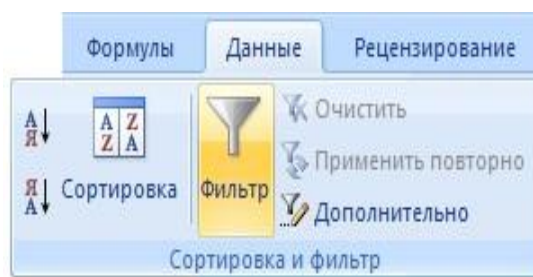 Формулы Данные Рецензирование
А Я
A Z Z A
Очистить
Применить повторно
Я А
Сортировка Фильтр
Дополнительно
Сортировка и фильтр